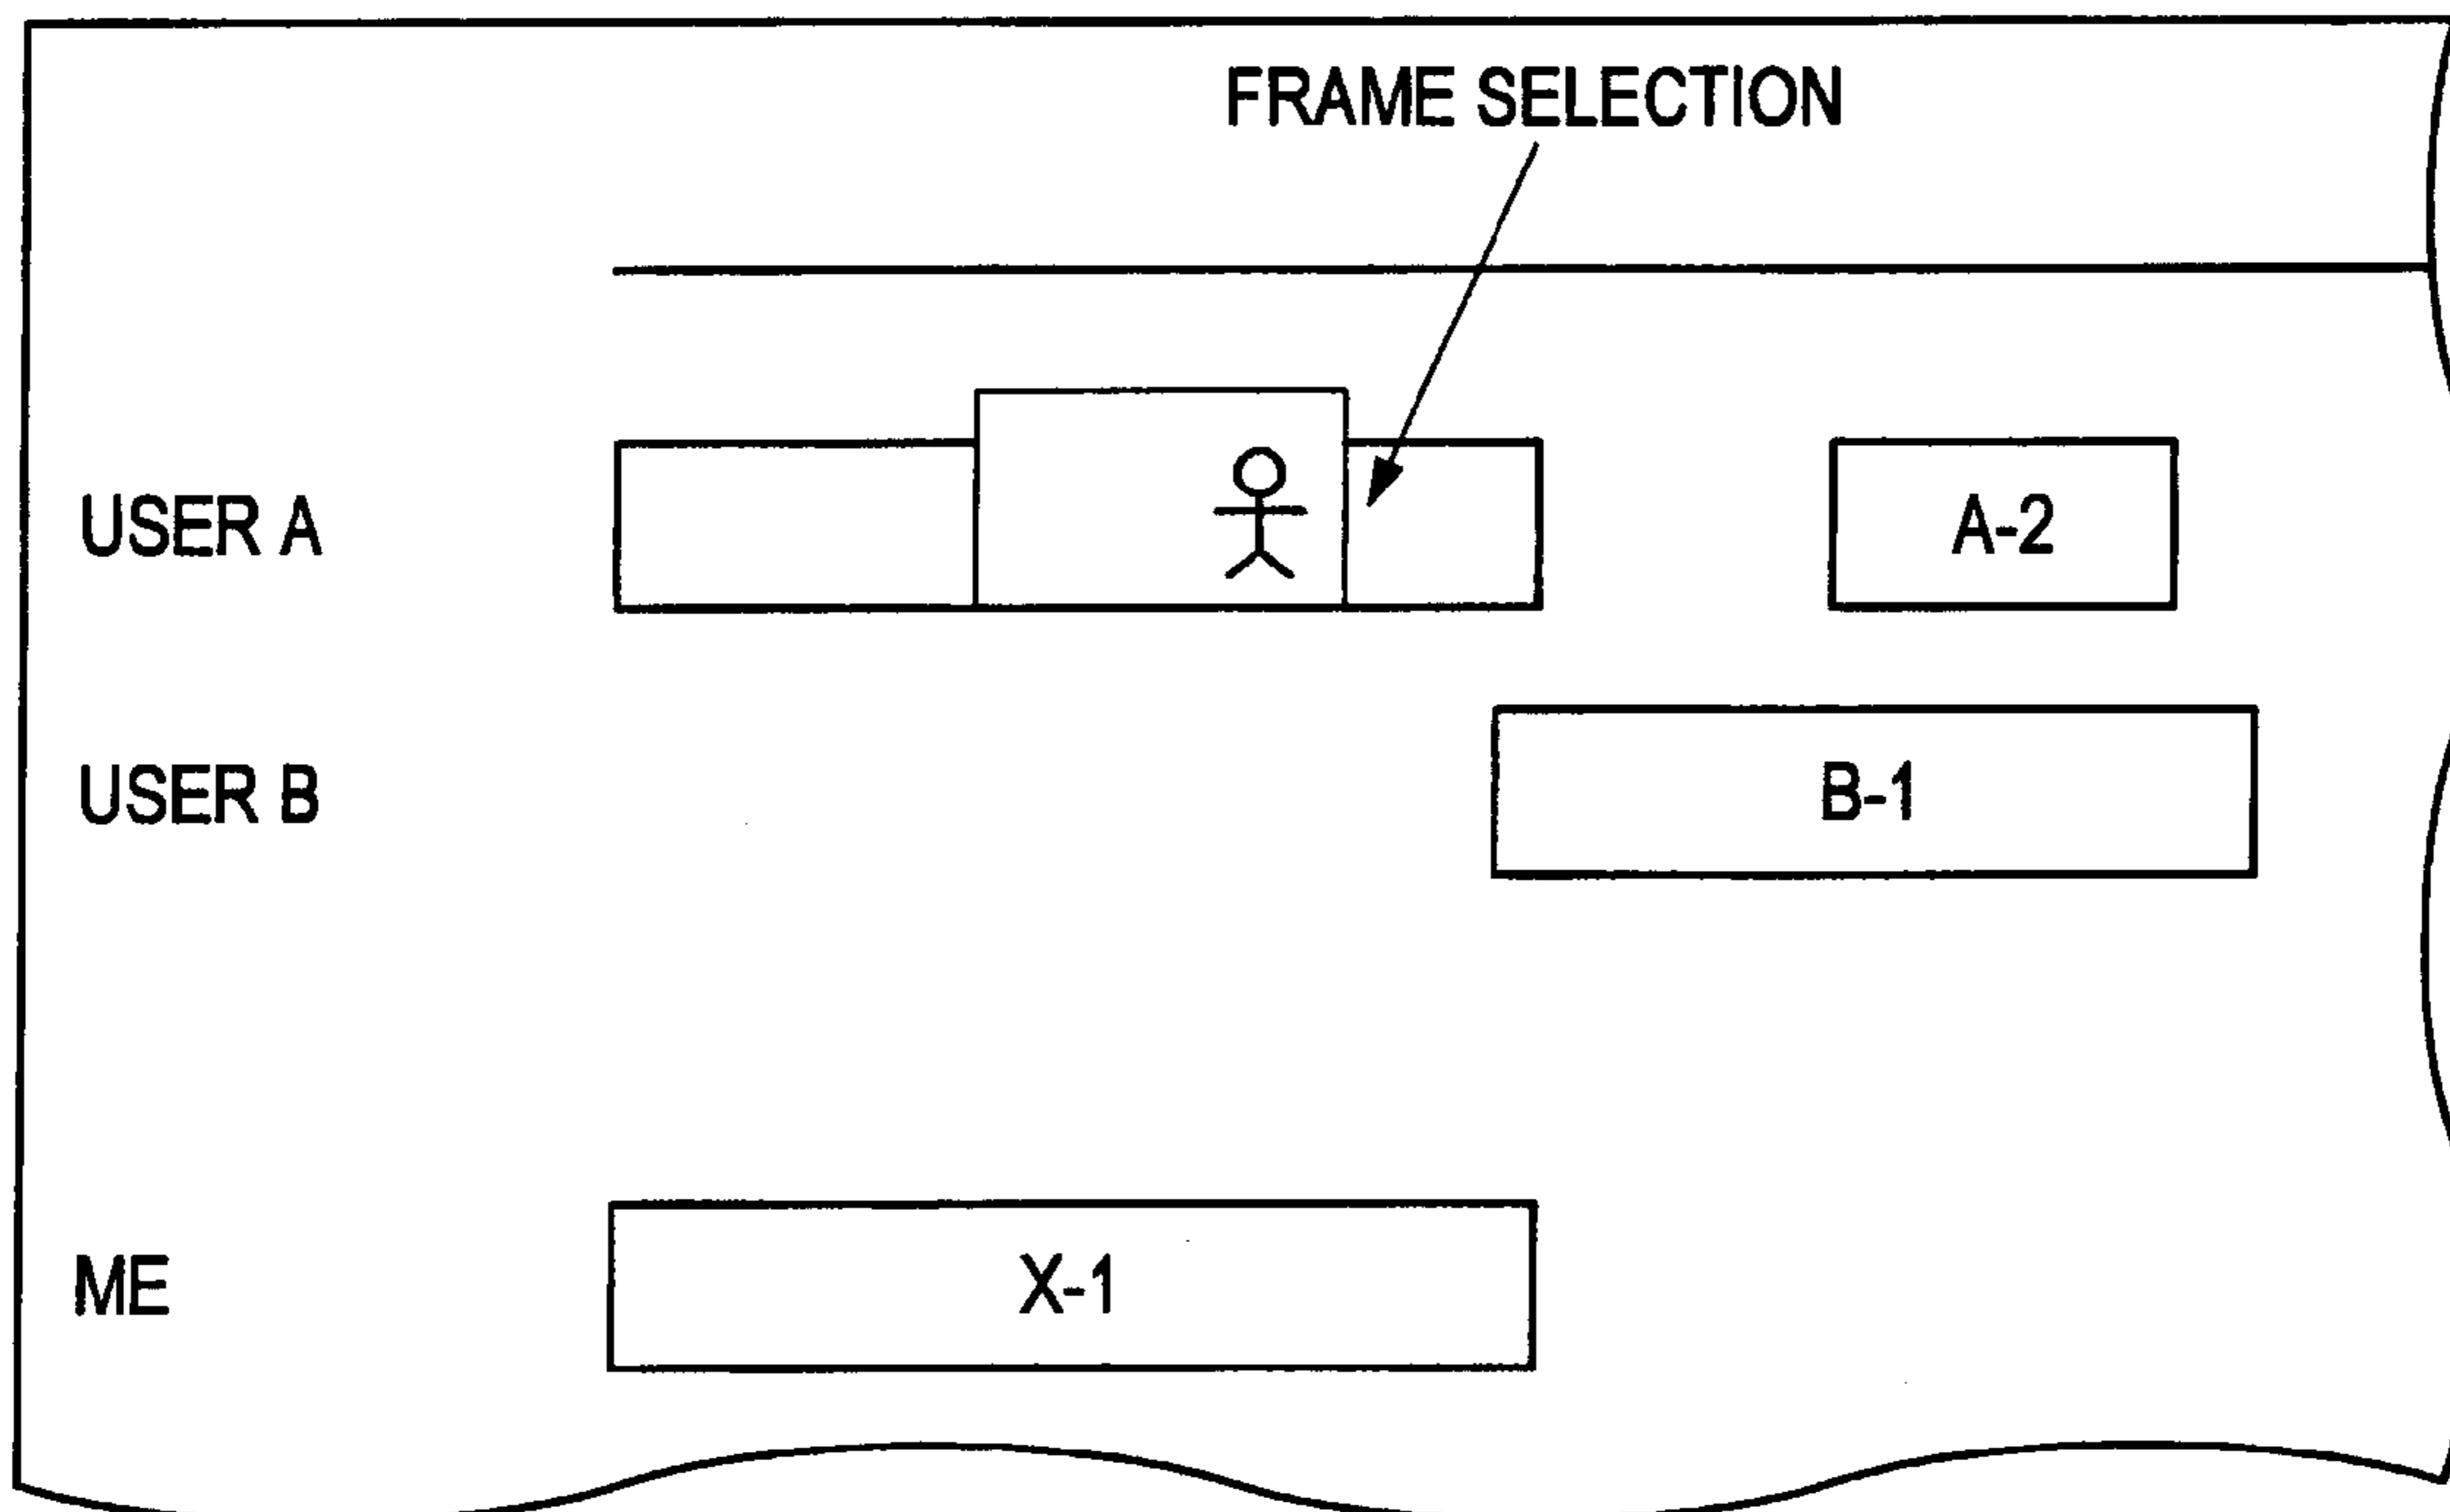 FRAME SELECTION
USER A
A-2
USER B
B-1
ME
X-1